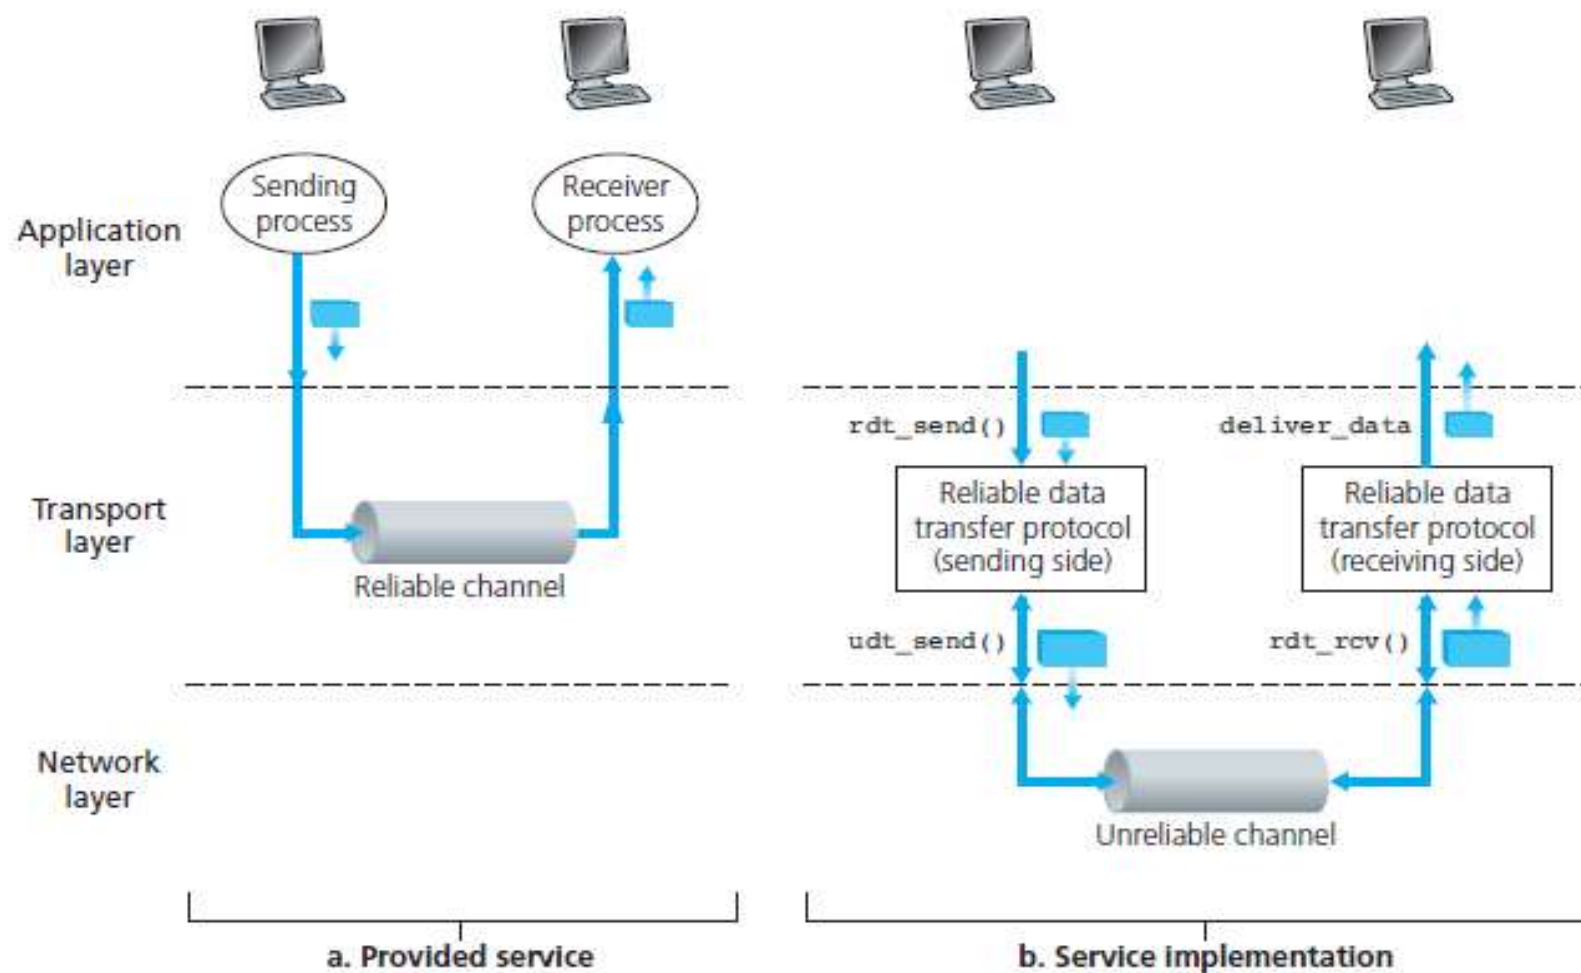 Sending
process
Receiver
process
Application
layer
rdt_send()
deliver_data
Transport
layer
Reliable channel
Reliable data
transfer protocol
(sending side)
Reliable data
transfer protocol
(receiving side)
udt_send()
rdt_rcv()
Network
layer
Unreliable channel
a. Provided service
b. Service implementation